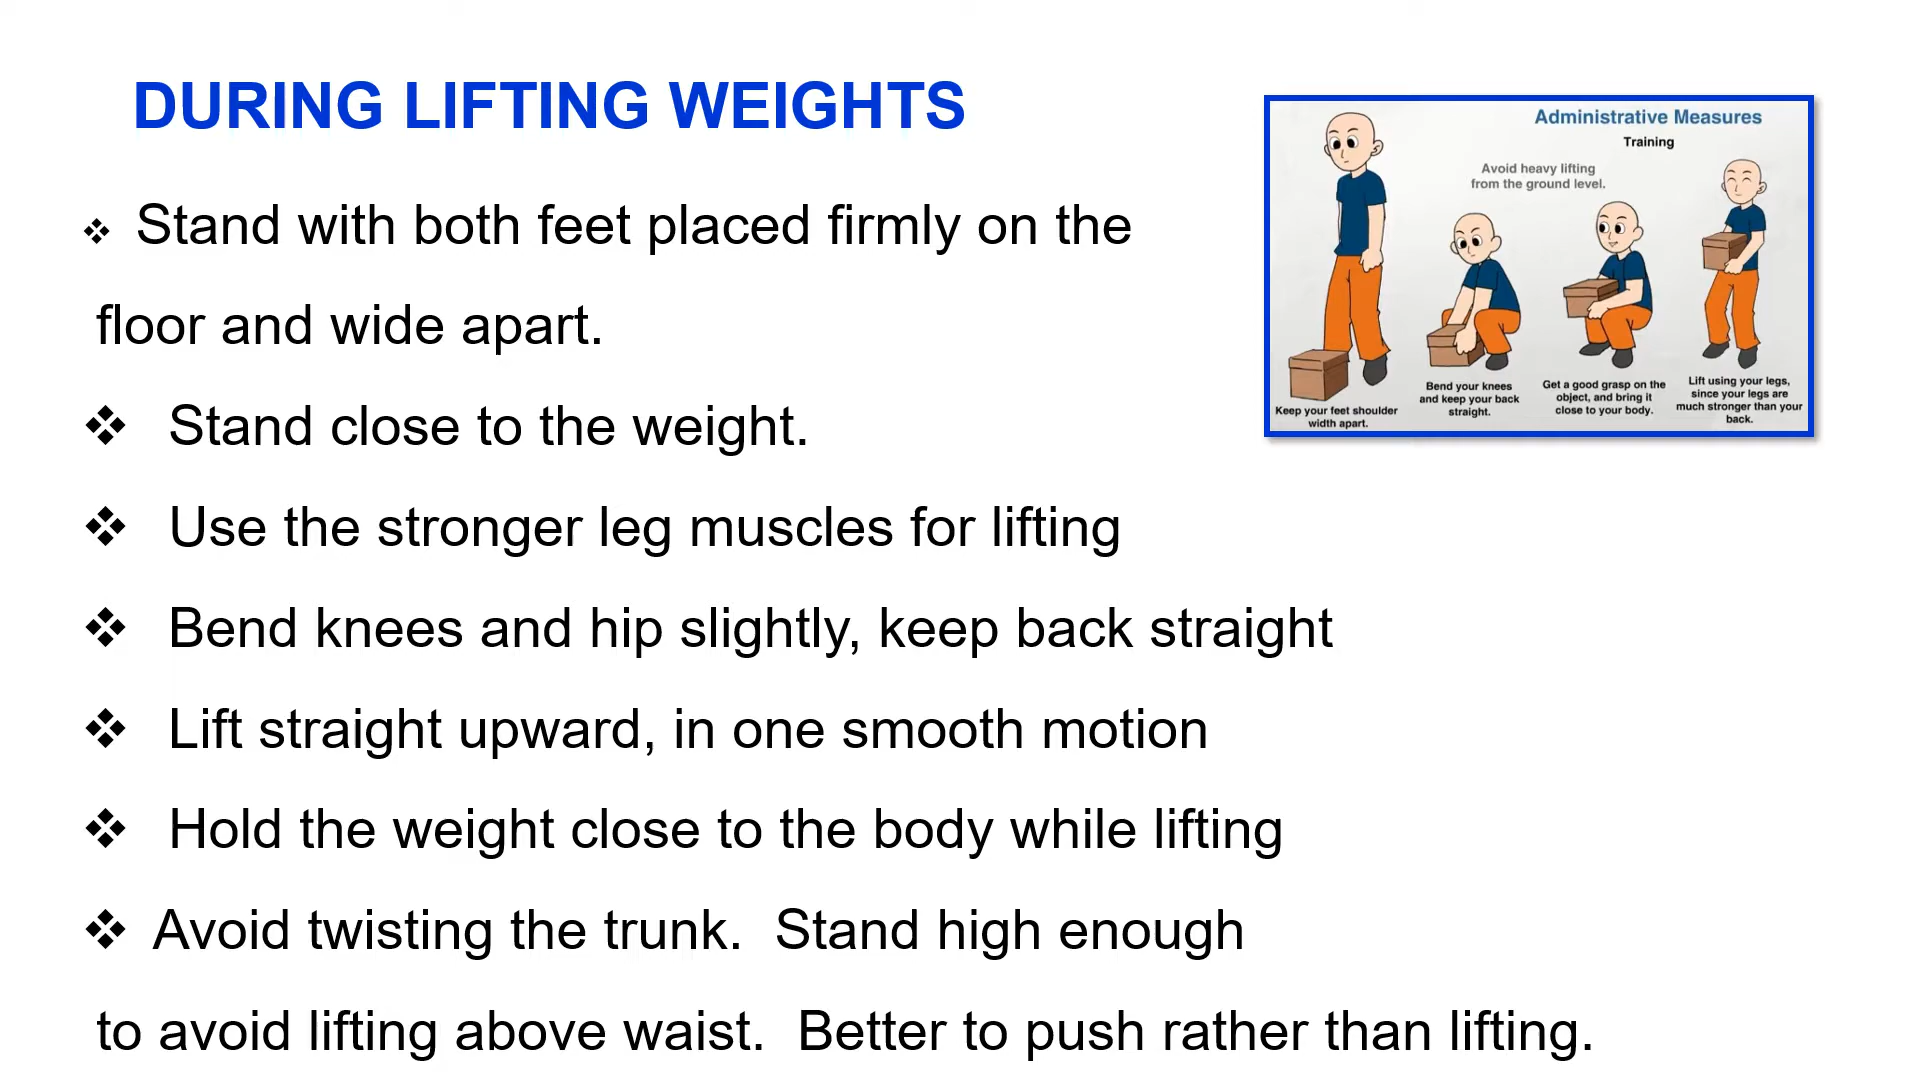 DURING LIFTING WEIGHTS
❖ Stand with both feet placed firmly on the
floor and wide apart.
❖ Stand close to the weight.
❖ Use the stronger leg muscles for lifting
❖ Bend knees and hip slightly, keep back straight
❖ Lift straight upward, in one smooth motion
❖ Hold the weight close to the body while lifting
❖ Avoid twisting the trunk. Stand high enough
to avoid lifting above waist. Better to push rather than lifting.
Administrative Measures
Training
Avoid heavy lifting
from the ground level.
Keep your feet shoulder
width apart.
Bend your knees
and keep your back
straight.
Get a good grasp on the
object, and bring it
close to your body.
Lift using your legs,
since your legs are
much stronger than your
back.